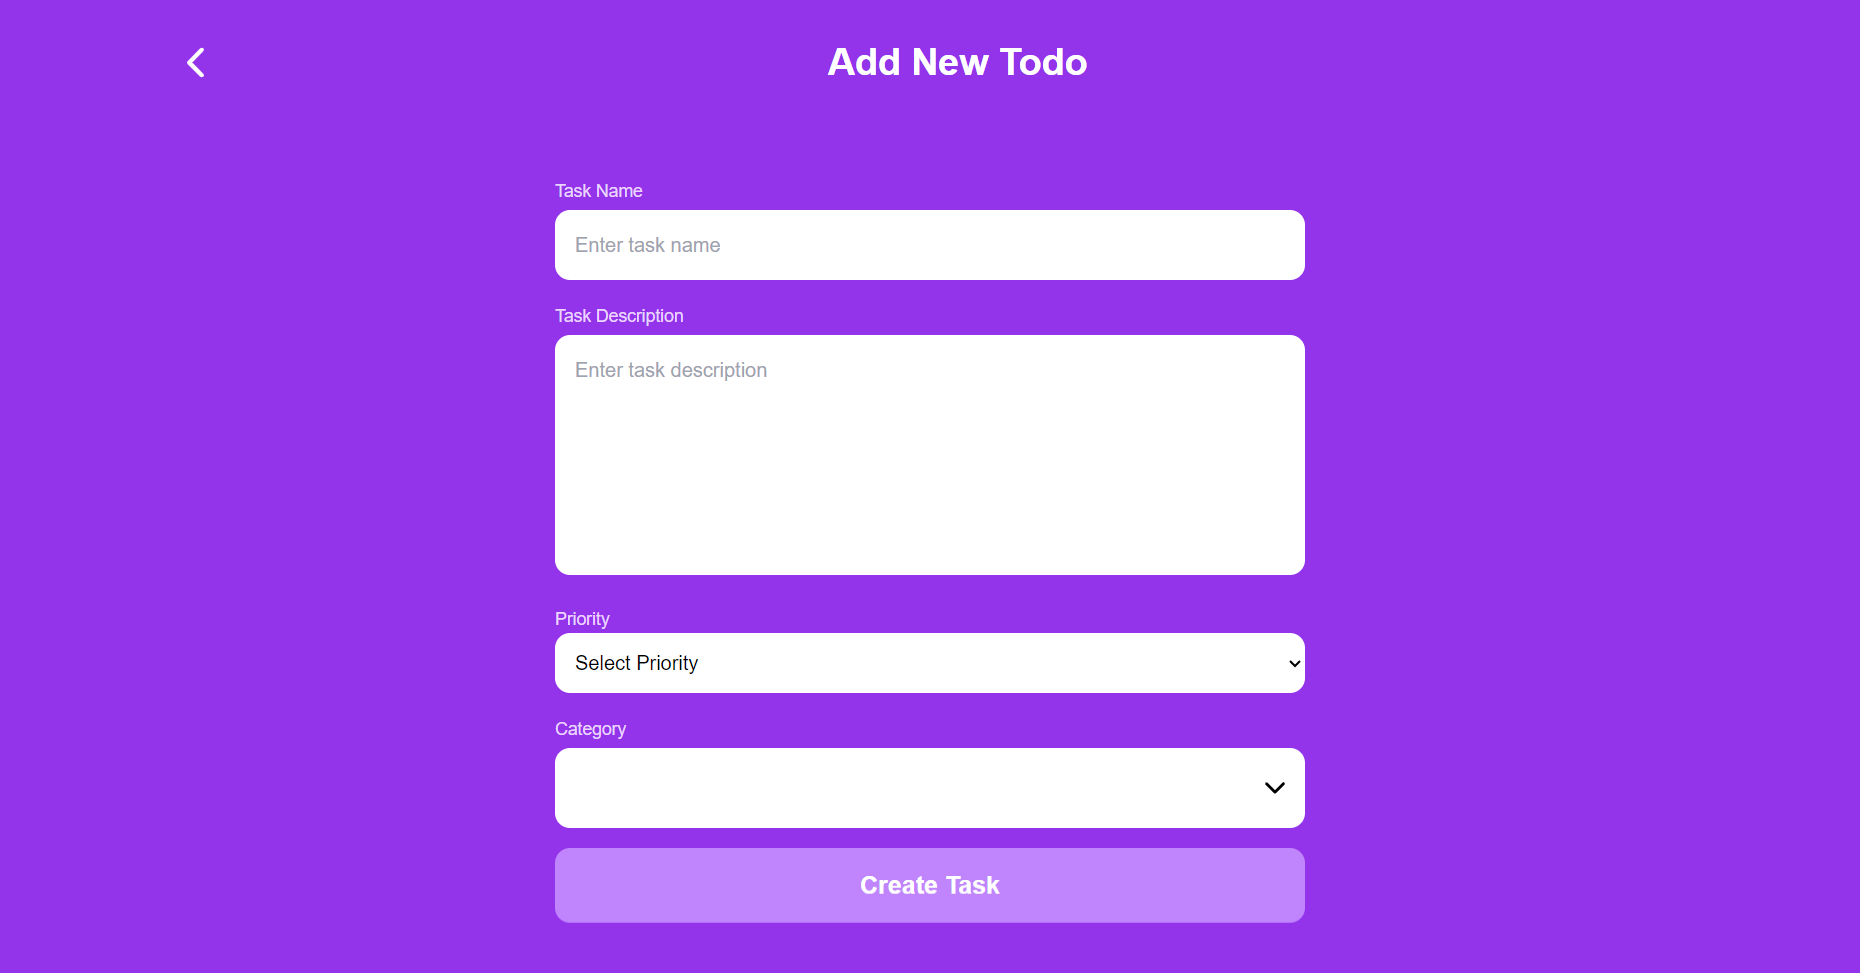 Add New Todo
Task Name
Enter task name
Task Description
Enter task description
Priority
Select Priority
Category
Create Task